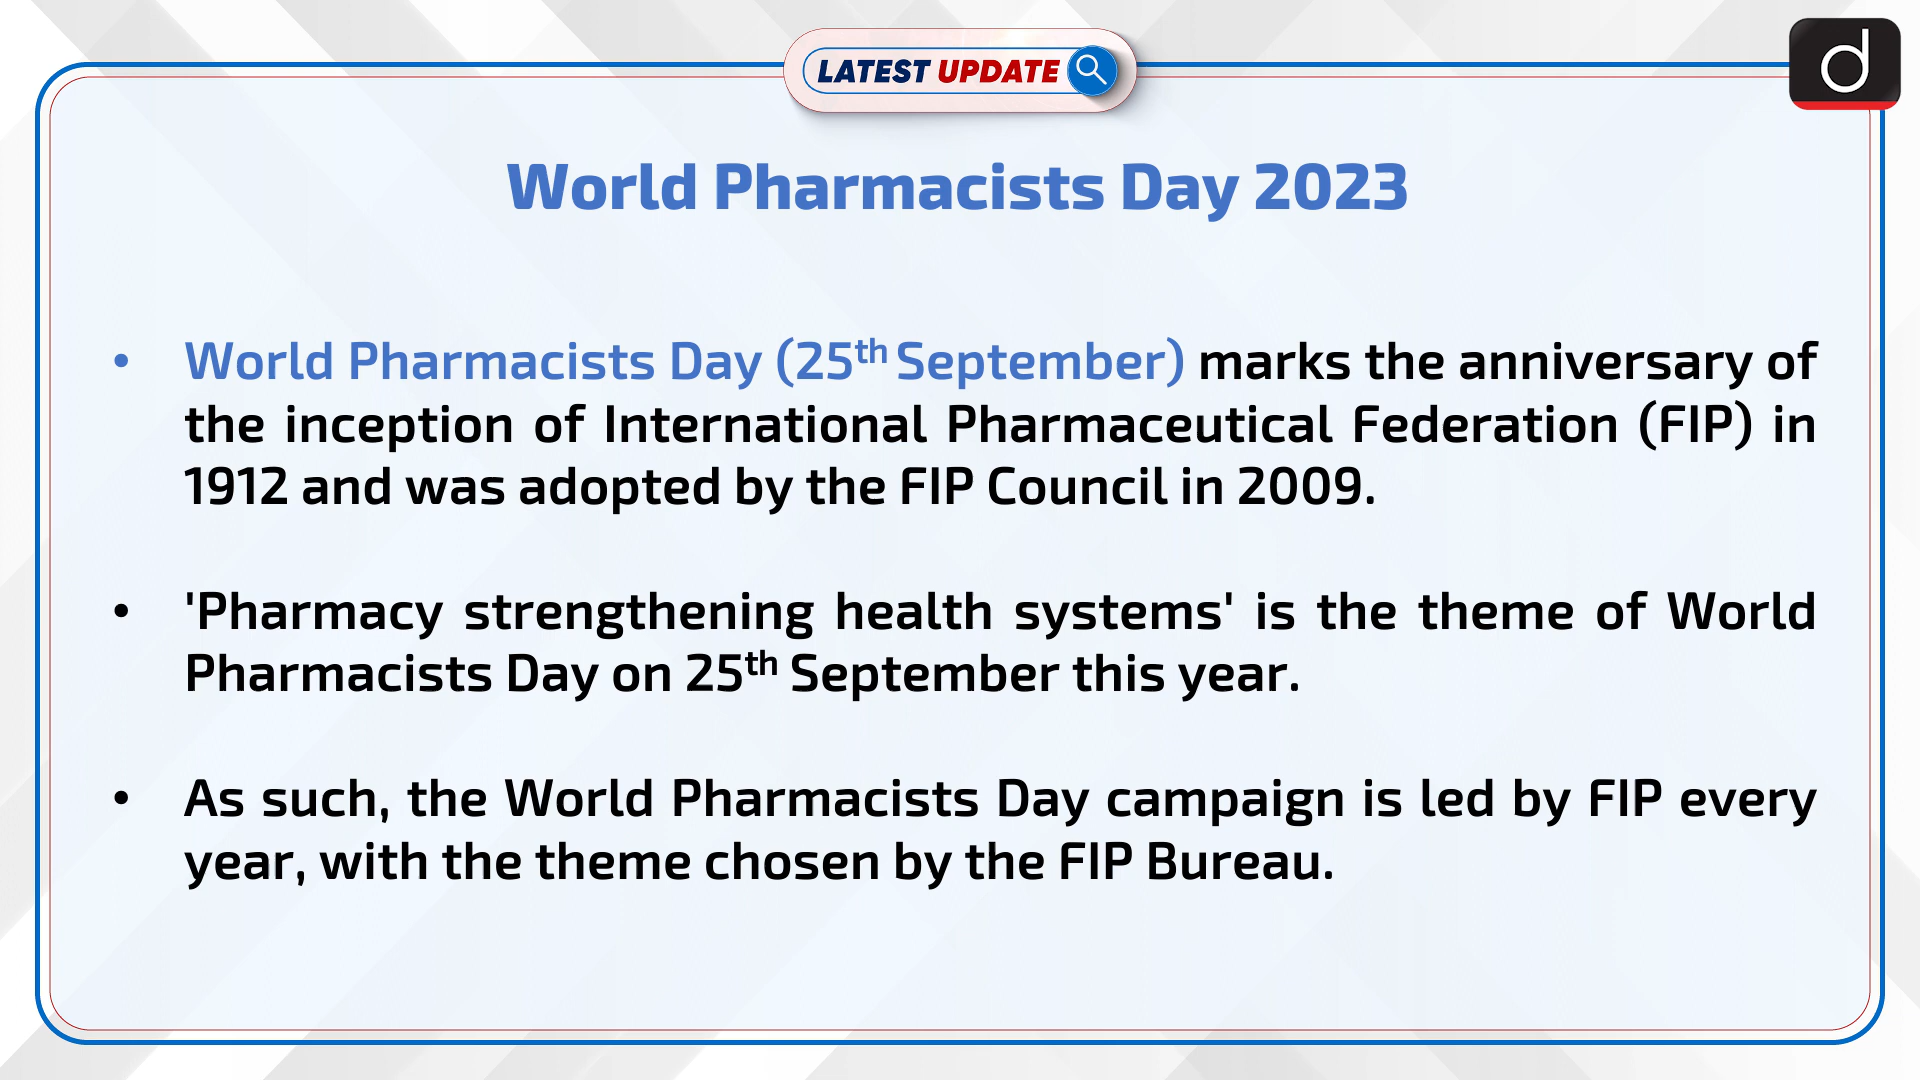 LATEST UPDATE
d
World Pharmacists Day 2023
• World Pharmacists Day (25th September) marks the anniversary of
the inception of International Pharmaceutical Federation (FIP) in
1912 and was adopted by the FIP Council in 2009.
• 'Pharmacy strengthening health systems' is the theme of World
Pharmacists Day on 25th September this year.
• As such, the World Pharmacists Day campaign is led by FIP every
year, with the theme chosen by the FIP Bureau.